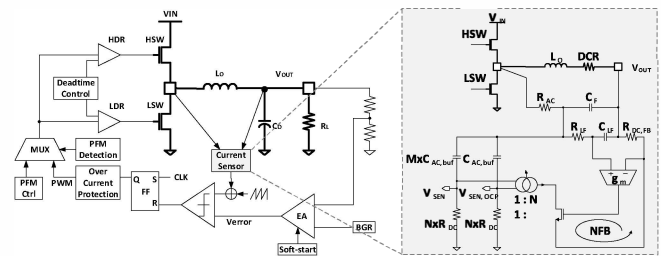 VIN
HDR
HSW
Deadtime
Control
LDR
LSW
LO
VOUT
CO
RL
MUX
PFM
Detection
Current
Sensor
PFM
Ctrl
PWM
Over
Current
Protection
Q S
FF
R
CLK
Verror
EA
BGR
Soft-start
VIN
HSW
LSW
LO
DCR
VOUT
RAC
CF
RLF
CLF
RDC,FB
MxCAC,buf
CAC,buf
gm
VSEN
VSEN,OCP
1 : N
1 :
NxRDC
NxRDC
NFB